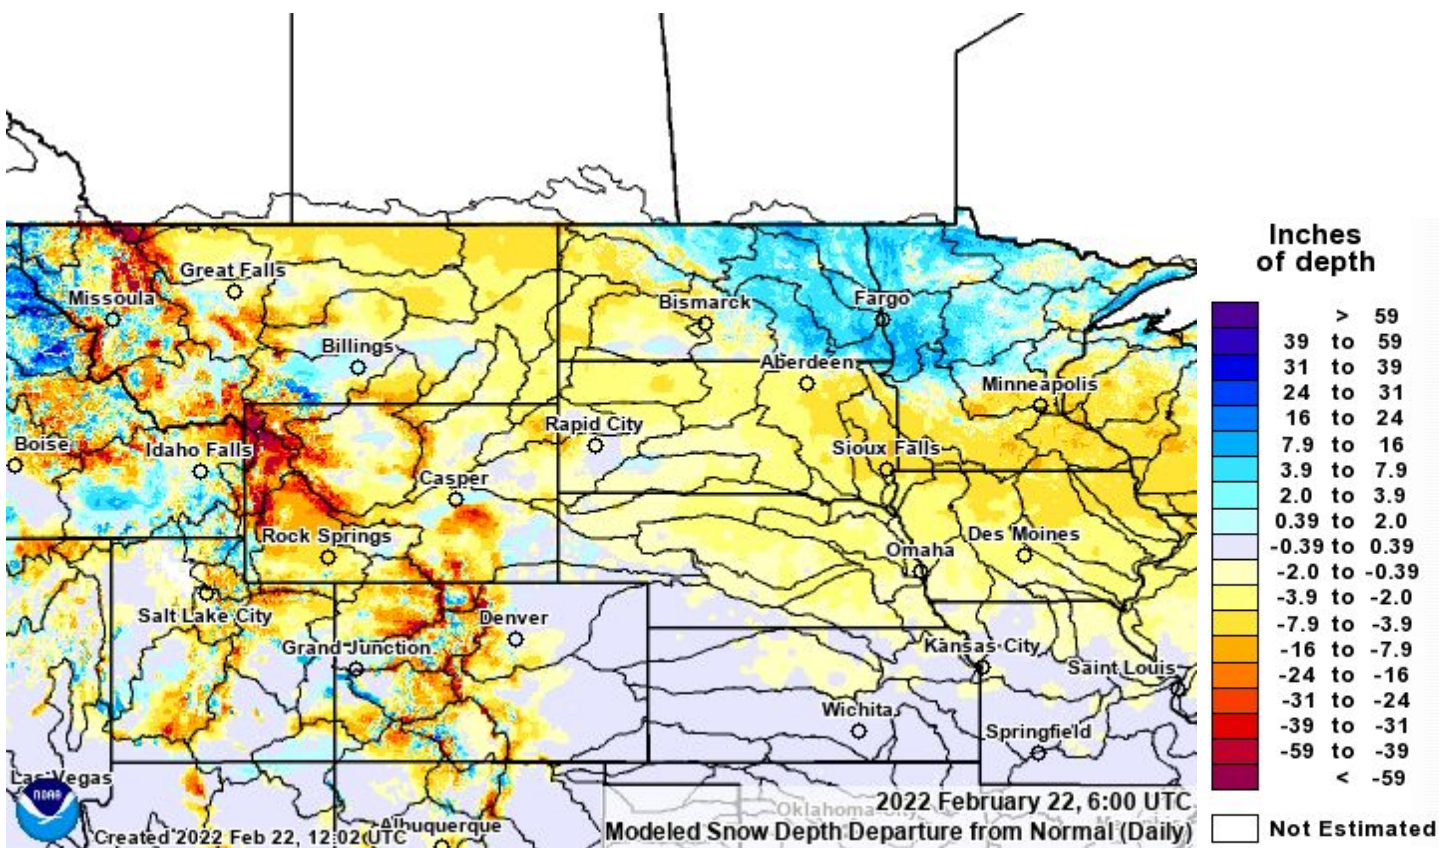 Great Falls
Missoula
Bismarck
Fargo
Billings
Aberdeen
Minneapolis
Boise
Idaho Falls
Rapid City
Sioux Falls
Casper
Rock Springs
Omaha
Des Moines
Salt Lake City
Denver
Grand Junction
Kansas City
Saint Louis
Wichita
Springfield
Las Vegas
NOAA
Oklahoma City
Albuquerque
2022 February 22, 6:00 UTC
Created 2022 Feb 22, 12:02 UTC
Modeled Snow Depth Departure from Normal (Daily)
Inches
of depth
> 59
39 to 59
31 to 39
24 to 31
16 to 24
7.9 to 16
3.9 to 7.9
2.0 to 3.9
0.39 to 2.0
-0.39 to 0.39
-2.0 to -0.39
-3.9 to -2.0
-7.9 to -3.9
-16 to -7.9
-24 to -16
-31 to -24
-39 to -31
-59 to -39
< -59
Not Estimated